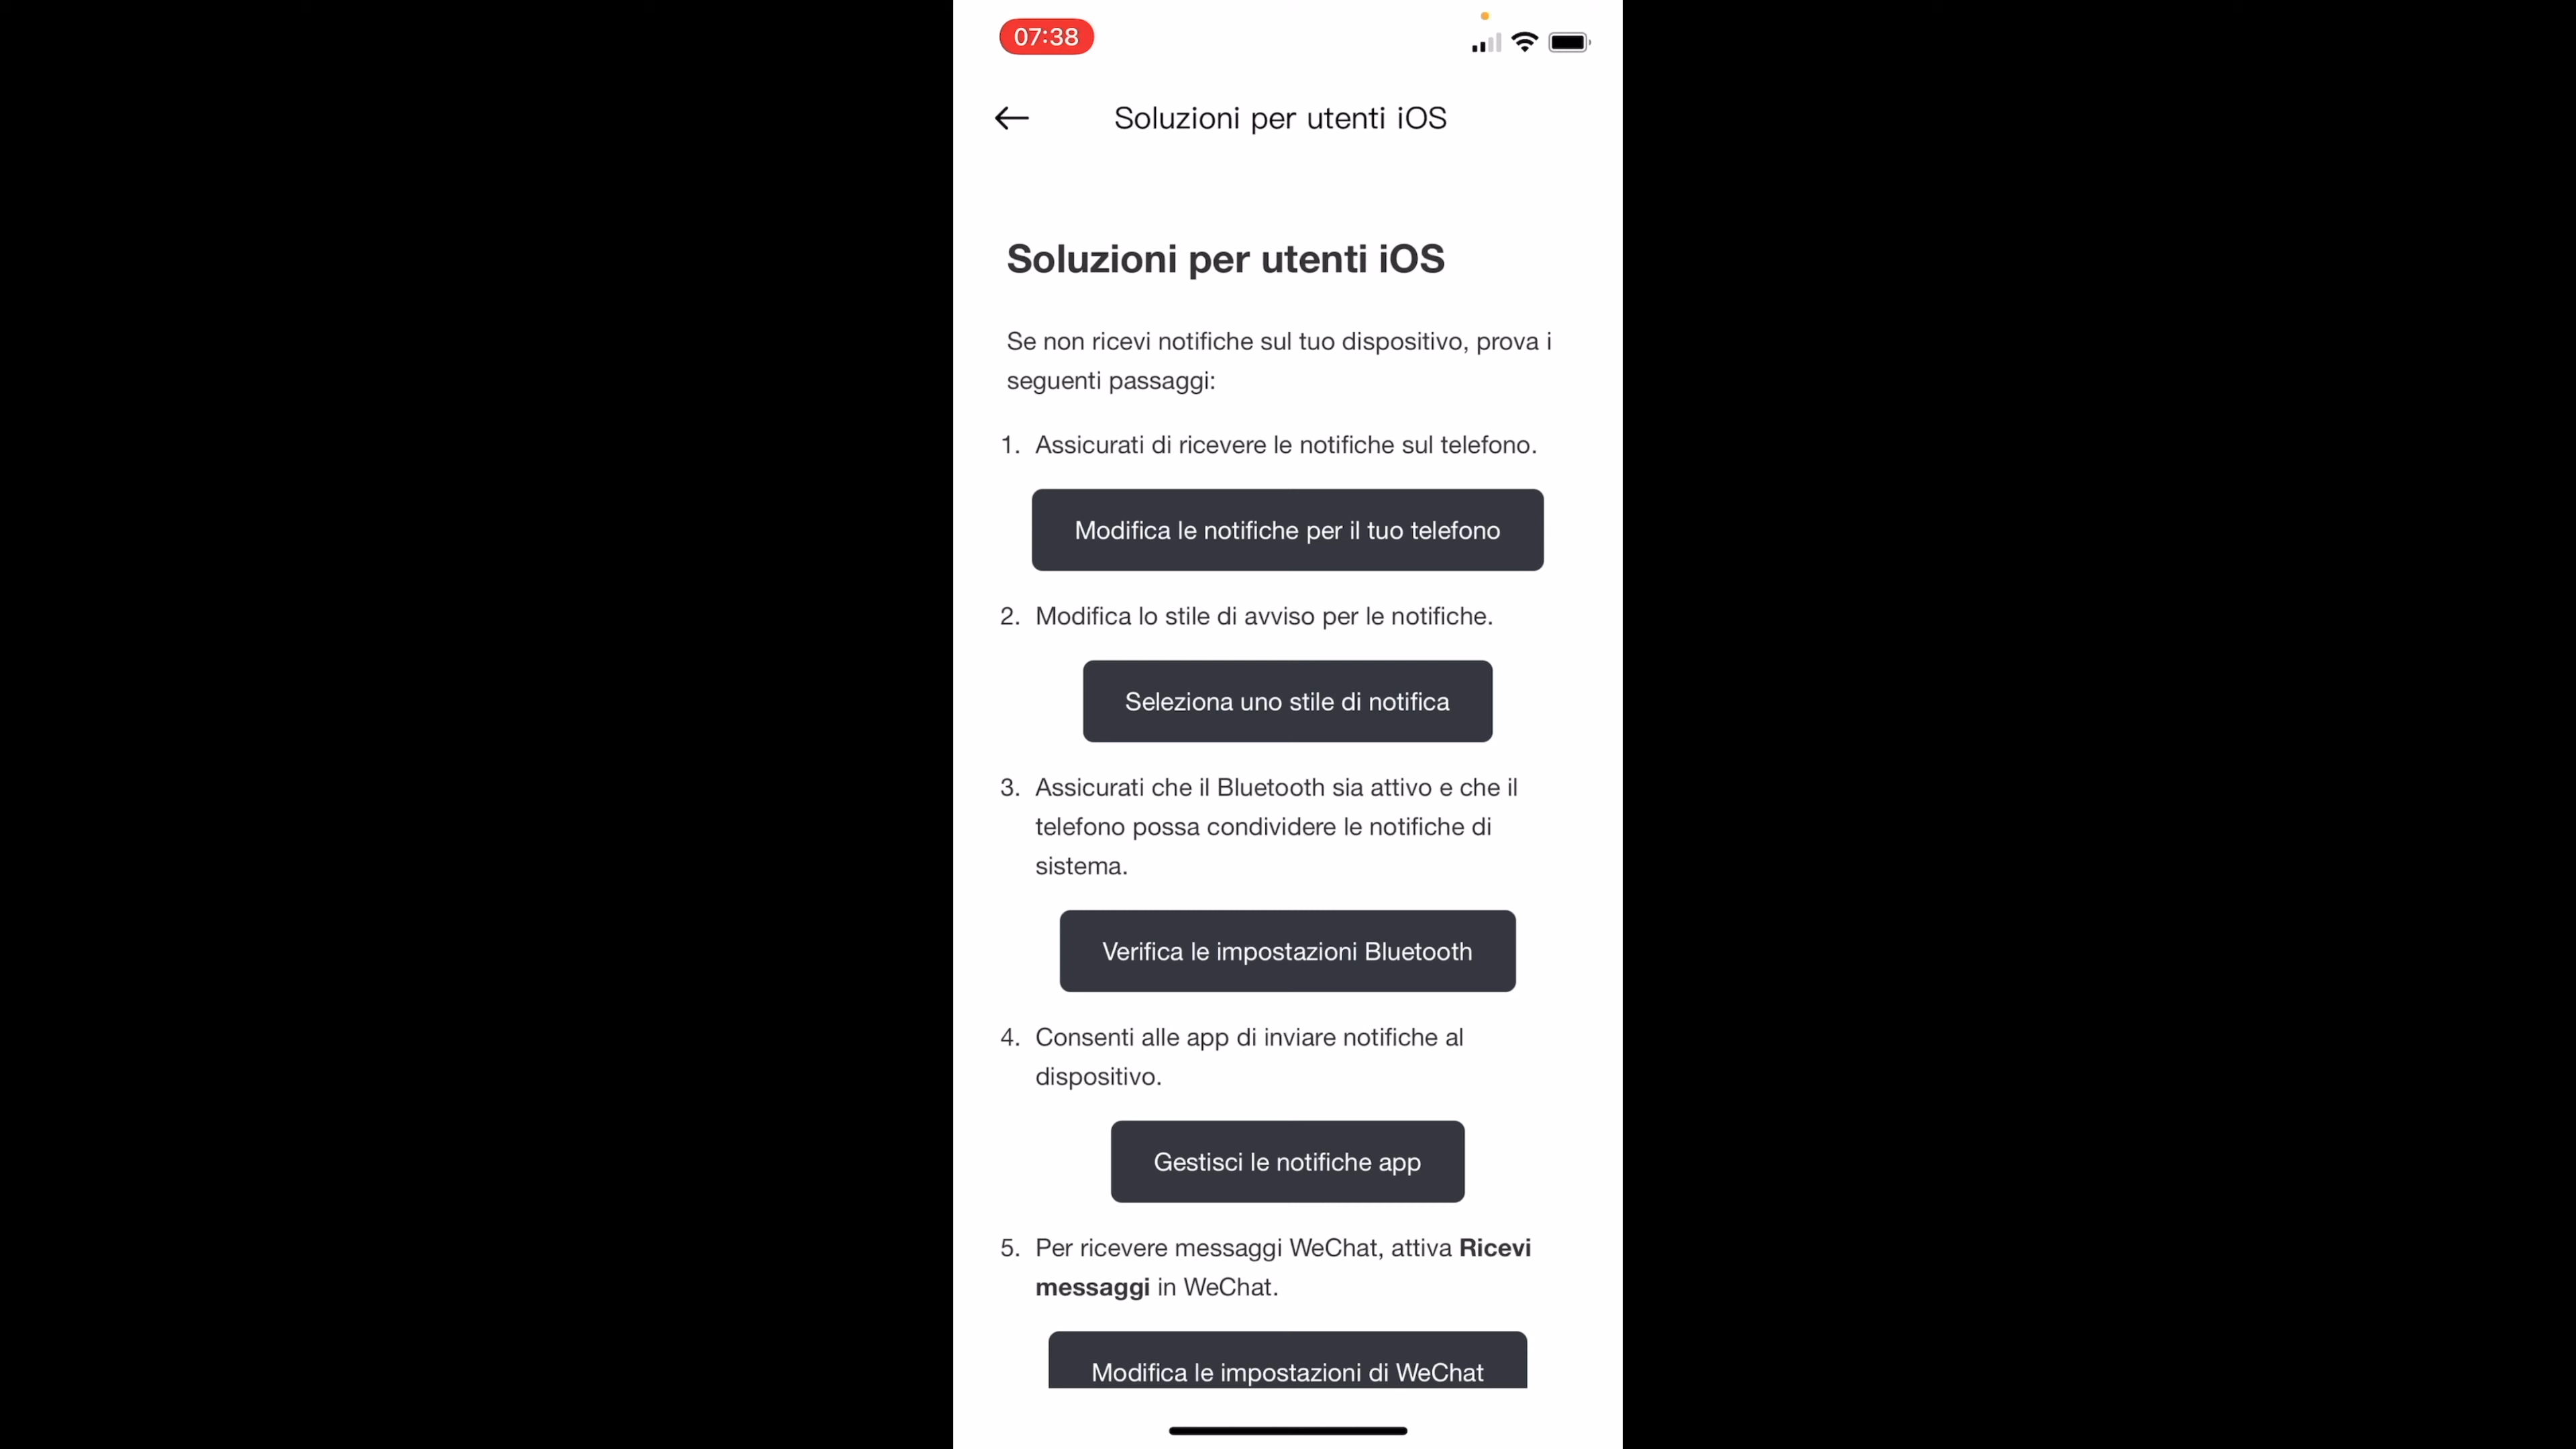 07:38
Soluzioni per utenti iOS
Soluzioni per utenti iOS
Se non ricevi notifiche sul tuo dispositivo, prova i
seguenti passaggi:
1. Assicurati di ricevere le notifiche sul telefono.
Modifica le notifiche per il tuo telefono
2. Modifica lo stile di avviso per le notifiche.
Seleziona uno stile di notifica
3. Assicurati che il Bluetooth sia attivo e che il
telefono possa condividere le notifiche di
sistema.
Verifica le impostazioni Bluetooth
4. Consenti alle app di inviare notifiche al
dispositivo.
Gestisci le notifiche app
5. Per ricevere messaggi WeChat, attiva Ricevi
messaggi in WeChat.
Modifica le impostazioni di WeChat